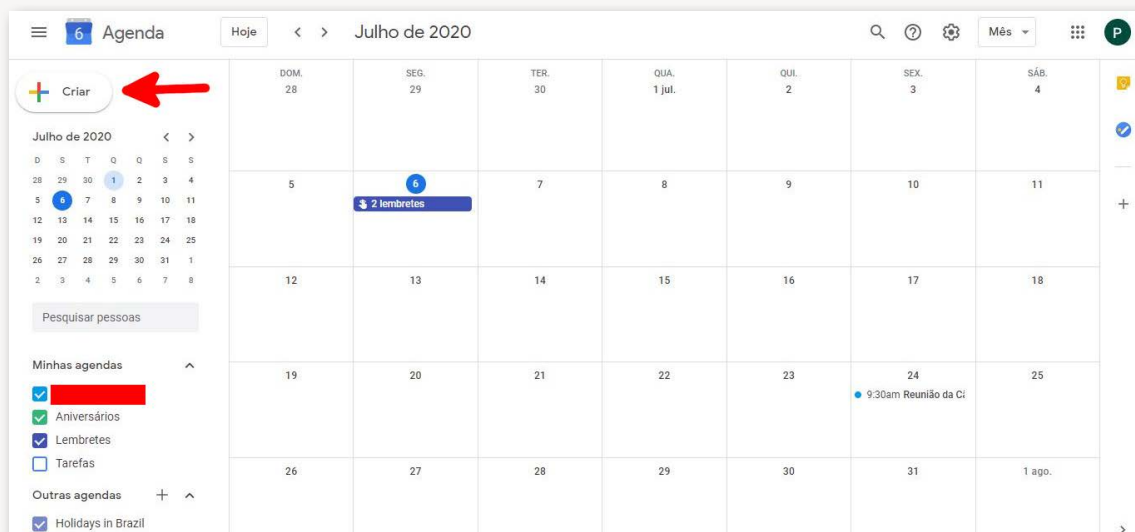 6 Agenda Hoje Julho de 2020 Mês P
Criar
Julho de 2020
D S T Q Q S S
28 29 30 1 2 3 4
5 6 7 8 9 10 11
12 13 14 15 16 17 18
19 20 21 22 23 24 25
26 27 28 29 30 31 1
2 3 4 5 6 7 8
Pesquisar pessoas
Minhas agendas
Aniversários
Lembretes
Tarefas
Outras agendas
Holidays in Brazil
DOM. SEG. TER. QUA. QUI. SEX. SÁB.
28 29 30 1 jul. 2 3 4
5 6 7 8 9 10 11
2 lembretes
12 13 14 15 16 17 18
19 20 21 22 23 24 25
9:30am Reunião da Câ
26 27 28 29 30 31 1 ago.